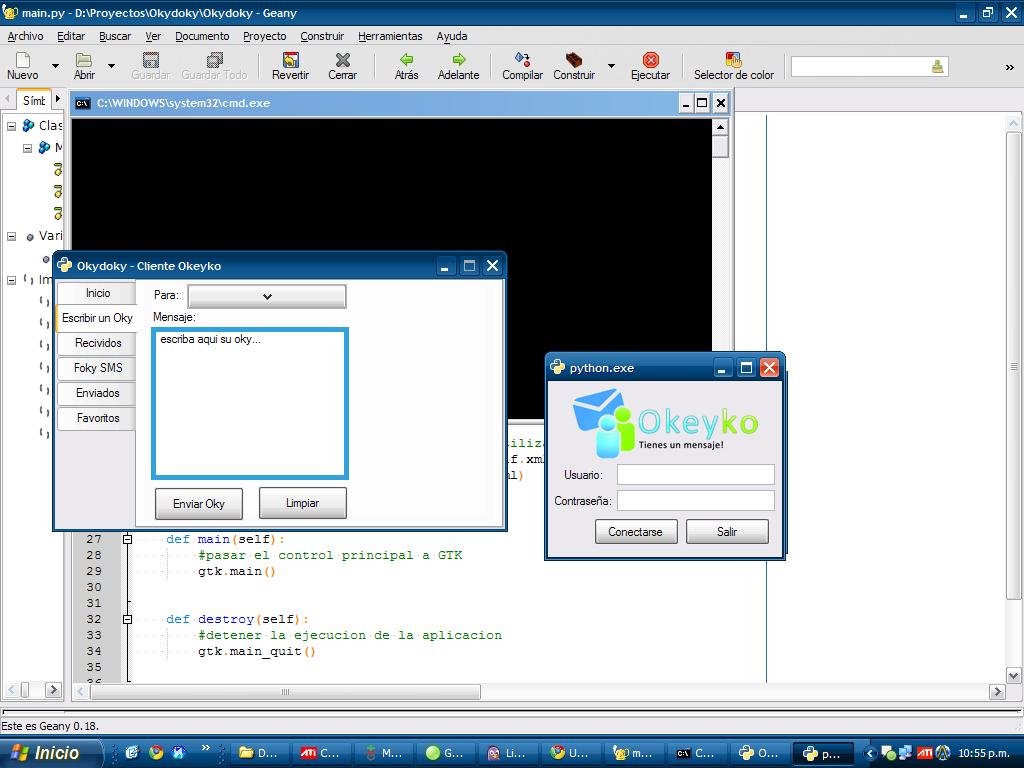 main.py - D:\Proyectos\Okydoky\Okydoky - Geany
Archivo Editar Buscar Ver Documento Proyecto Construir Herramientas Ayuda
Nuevo Abrir Guardar Guardar Todo Revertir Cerrar Atrás Adelante Compilar Construir Ejecutar Selector de color
Símb
C:\WINDOWS\system32\cmd.exe
Clas
M
Vari
Im
Okydoky - Cliente Okeyko
Inicio
Escribir un Oky
Recividos
Foky SMS
Enviados
Favoritos
Para:
Mensaje:
escriba aqui su oky...
Enviar Oky Limpiar
python.exe
Okeyko
Tienes un mensaje!
Usuario:
Contraseña:
Conectarse Salir
27 def main(self):
28 #pasar el control principal a GTK
29 gtk.main()
30
31
32 def destroy(self):
33 #detener la ejecucion de la aplicacion
34 gtk.main_quit()
35
Este es Geany 0.18.
Inicio D... C... M... G... Li... U... m... C... O... p... 10:55 p.m.